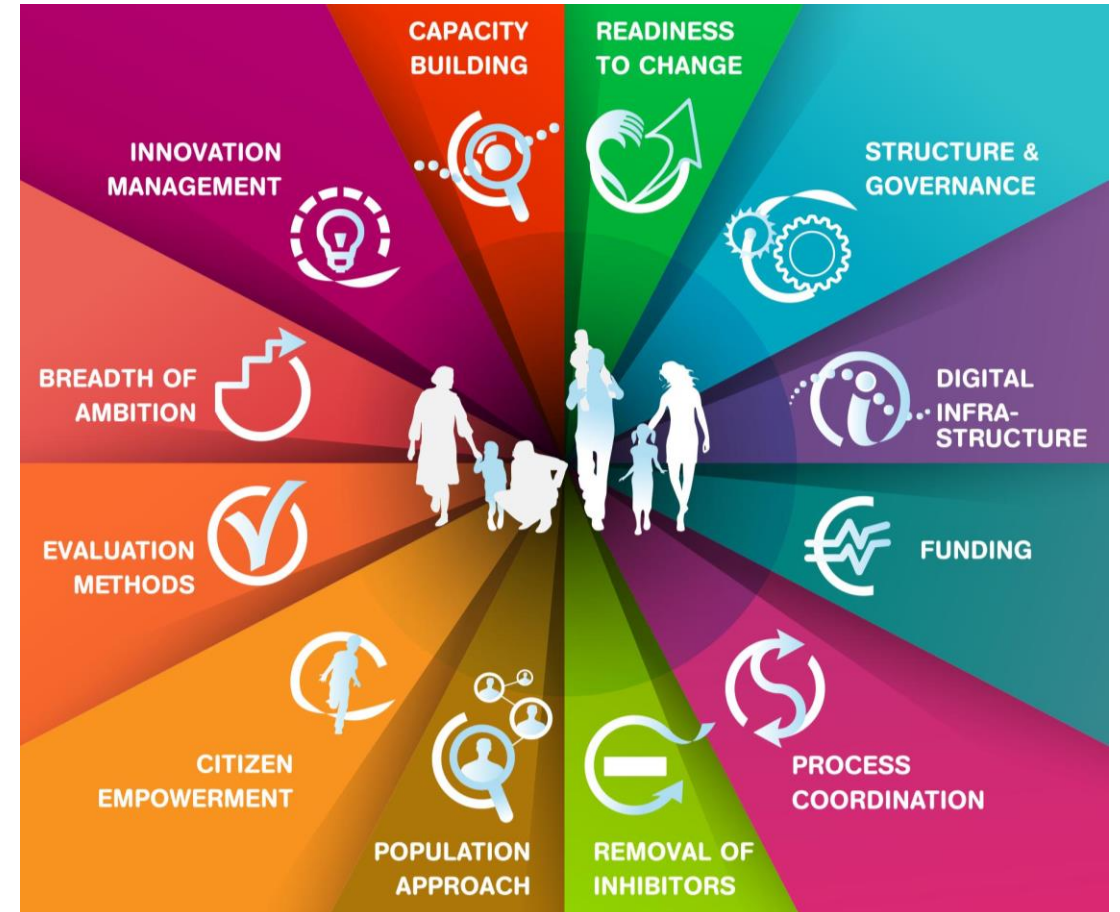 CAPACITY
BUILDING
READINESS
TO CHANGE
STRUCTURE &
GOVERNANCE
DIGITAL
INFRA-
STRUCTURE
FUNDING
PROCESS
COORDINATION
REMOVAL OF
INHIBITORS
POPULATION
APPROACH
CITIZEN
EMPOWERMENT
EVALUATION
METHODS
BREADTH OF
AMBITION
INNOVATION
MANAGEMENT